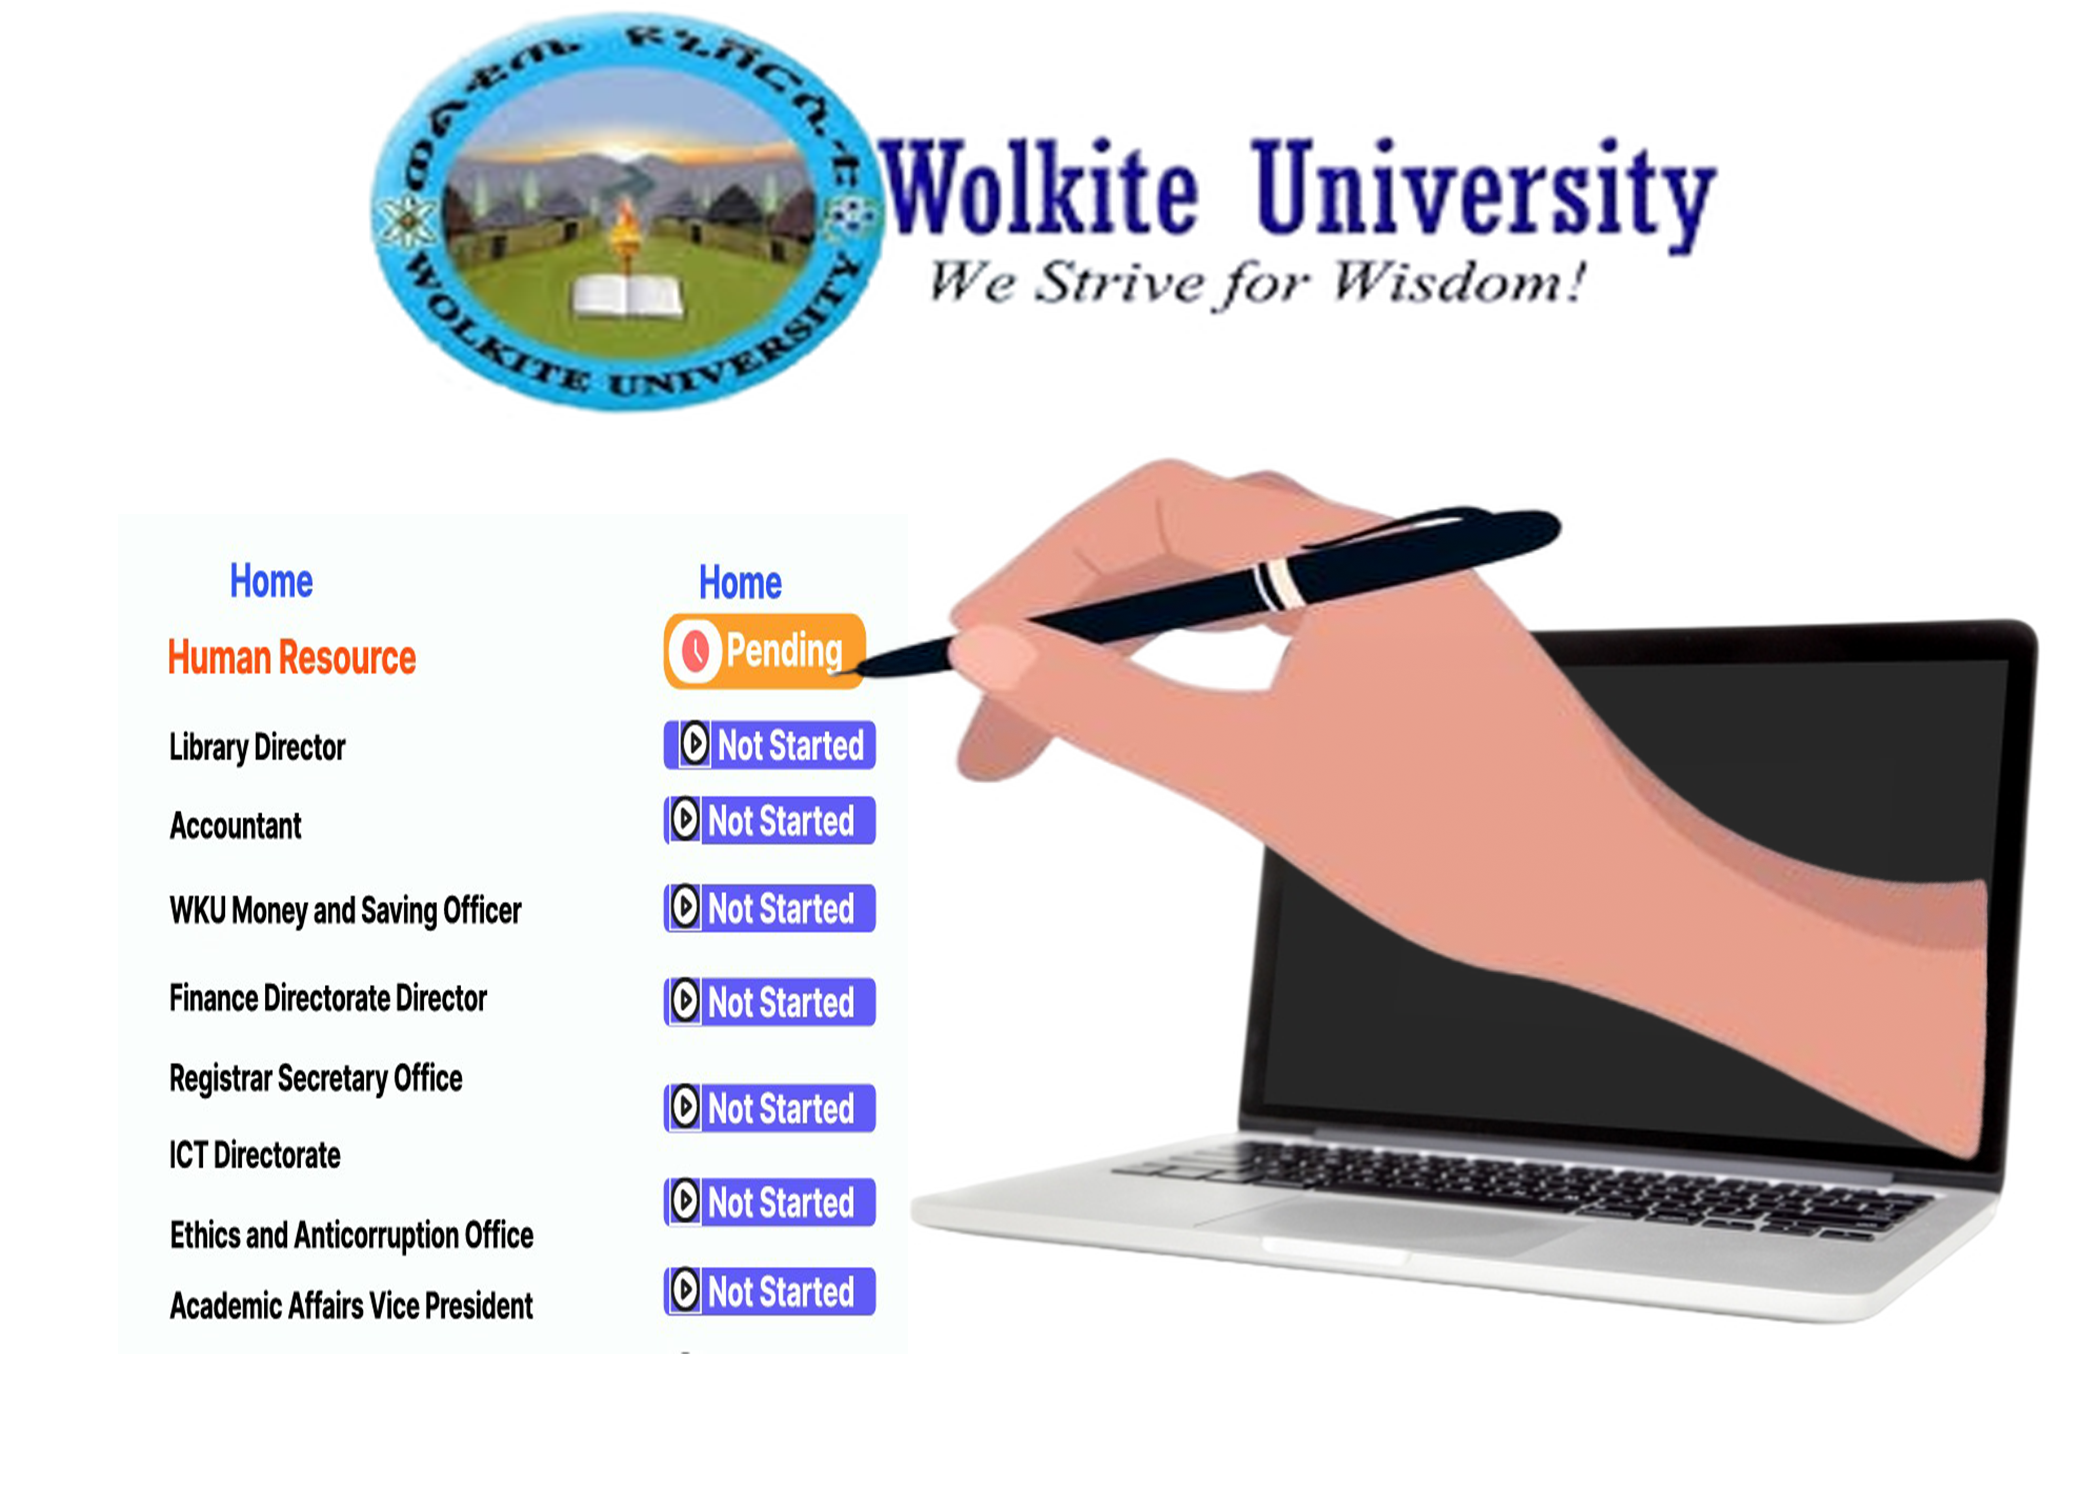 ወልቂጤ ዩኒቨርሲቲ
WOLKITE UNIVERSITY
Wolkite University
We Strive for Wisdom!
Home Home
Human Resource Pending
Library Director Not Started
Accountant Not Started
WKU Money and Saving Officer Not Started
Finance Directorate Director Not Started
Registrar Secretary Office Not Started
ICT Directorate
Ethics and Anticorruption Office Not Started
Academic Affairs Vice President Not Started